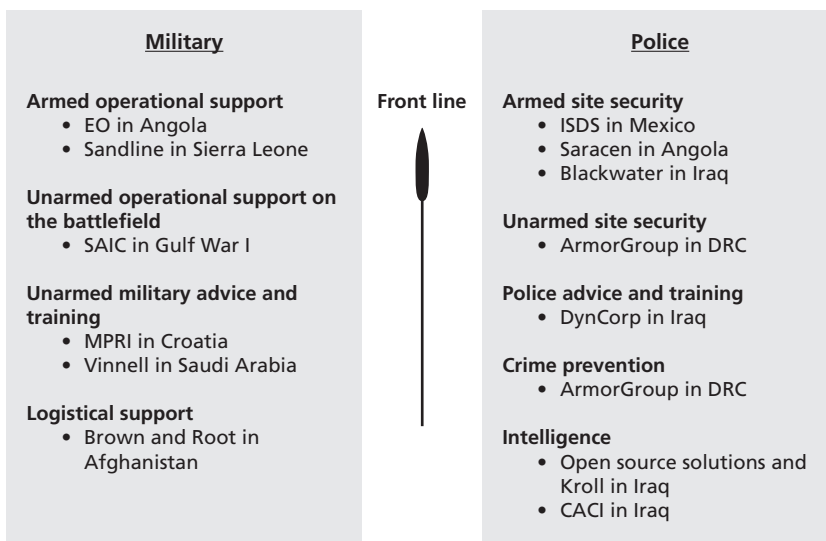 Military
Armed operational support
• EO in Angola
• Sandline in Sierra Leone
Unarmed operational support on
the battlefield
• SAIC in Gulf War I
Unarmed military advice and
training
• MPRI in Croatia
• Vinnell in Saudi Arabia
Logistical support
• Brown and Root in
Afghanistan
Front line
Police
Armed site security
• ISDS in Mexico
• Saracen in Angola
• Blackwater in Iraq
Unarmed site security
• ArmorGroup in DRC
Police advice and training
• DynCorp in Iraq
Crime prevention
• ArmorGroup in DRC
Intelligence
• Open source solutions and
Kroll in Iraq
• CACI in Iraq